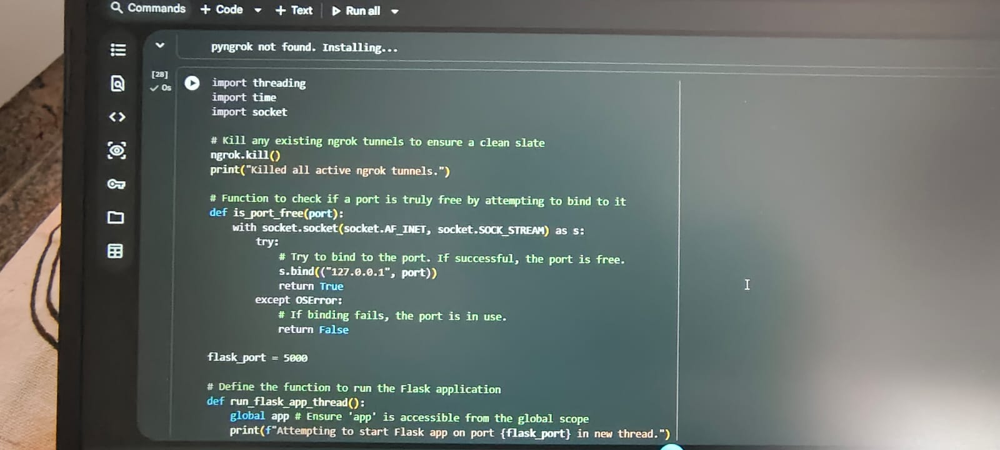 Commands + Code + Text Run all
pyngrok not found. Installing...
[28]
0s
import threading
import time
import socket
# Kill any existing ngrok tunnels to ensure a clean slate
ngrok.kill()
print("Killed all active ngrok tunnels.")
# Function to check if a port is truly free by attempting to bind to it
def is_port_free(port):
    with socket.socket(socket.AF_INET, socket.SOCK_STREAM) as s:
        try:
            # Try to bind to the port. If successful, the port is free.
            s.bind(("127.0.0.1", port))
            return True
        except OSError:
            # If binding fails, the port is in use.
            return False
flask_port = 5000
# Define the function to run the Flask application
def run_flask_app_thread():
    global app # Ensure 'app' is accessible from the global scope
    print(f"Attempting to start Flask app on port {flask_port} in new thread.")